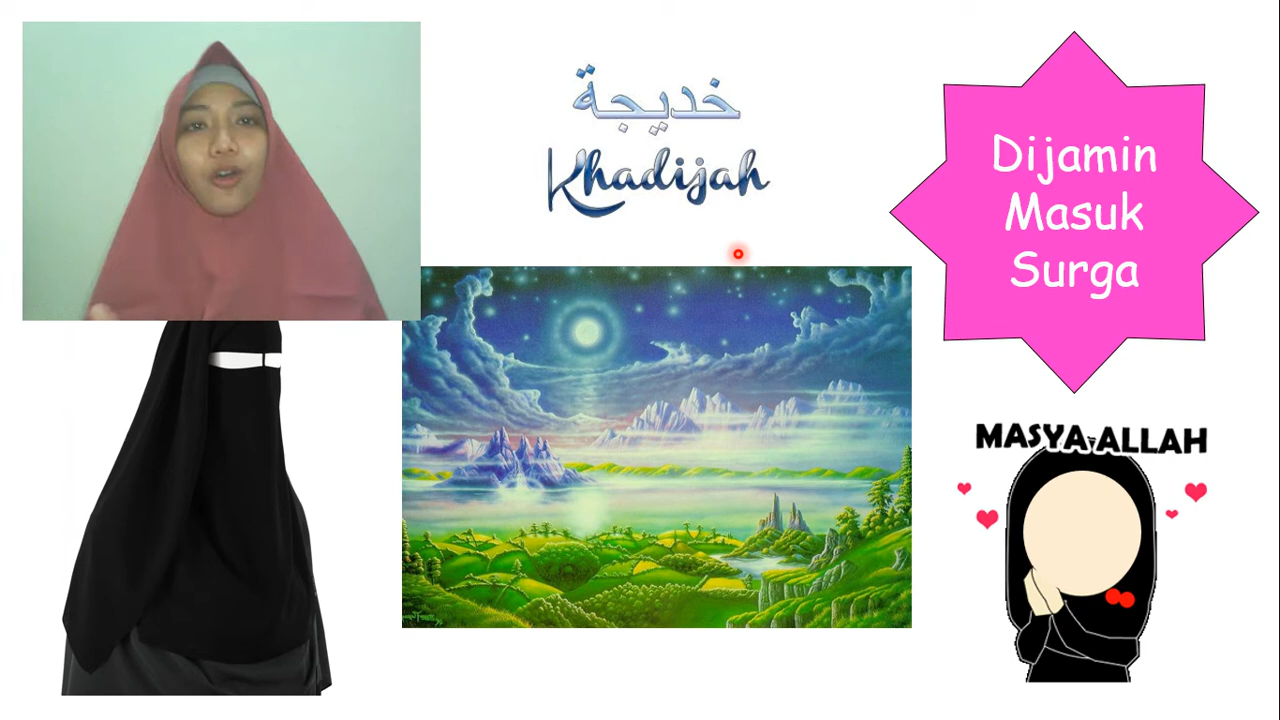 خديجة
Khadijah
Dijamin
Masuk
Surga
MASYA ALLAH